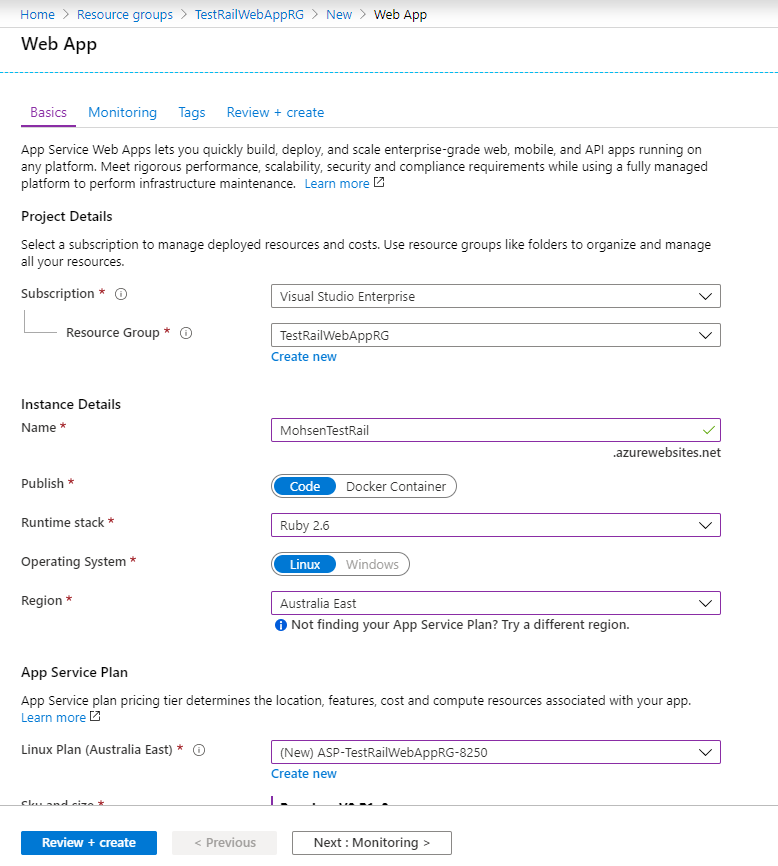 Home > Resource groups > TestRailWebAppRG > New > Web App
Web App
Basics Monitoring Tags Review + create
App Service Web Apps lets you quickly build, deploy, and scale enterprise-grade web, mobile, and API apps running on
any platform. Meet rigorous performance, scalability, security and compliance requirements while using a fully managed
platform to perform infrastructure maintenance. Learn more
Project Details
Select a subscription to manage deployed resources and costs. Use resource groups like folders to organize and manage
all your resources.
Subscription * Visual Studio Enterprise
Resource Group * TestRailWebAppRG
Create new
Instance Details
Name * MohsenTestRail
.azurewebsites.net
Publish * Code Docker Container
Runtime stack * Ruby 2.6
Operating System * Linux Windows
Region * Australia East
Not finding your App Service Plan? Try a different region.
App Service Plan
App Service plan pricing tier determines the location, features, cost and compute resources associated with your app.
Learn more
Linux Plan (Australia East) * (New) ASP-TestRailWebAppRG-8250
Create new
Sku and size *
Review + create < Previous Next : Monitoring >